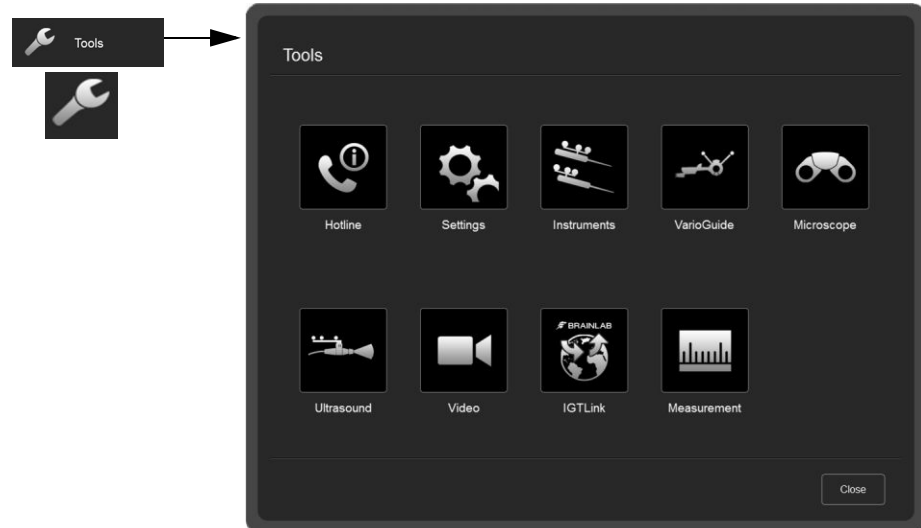 Tools
Tools
Hotline
Settings
Instruments
VarioGuide
Microscope
BRAINLAB
Ultrasound
Video
IGTLink
Measurement
Close